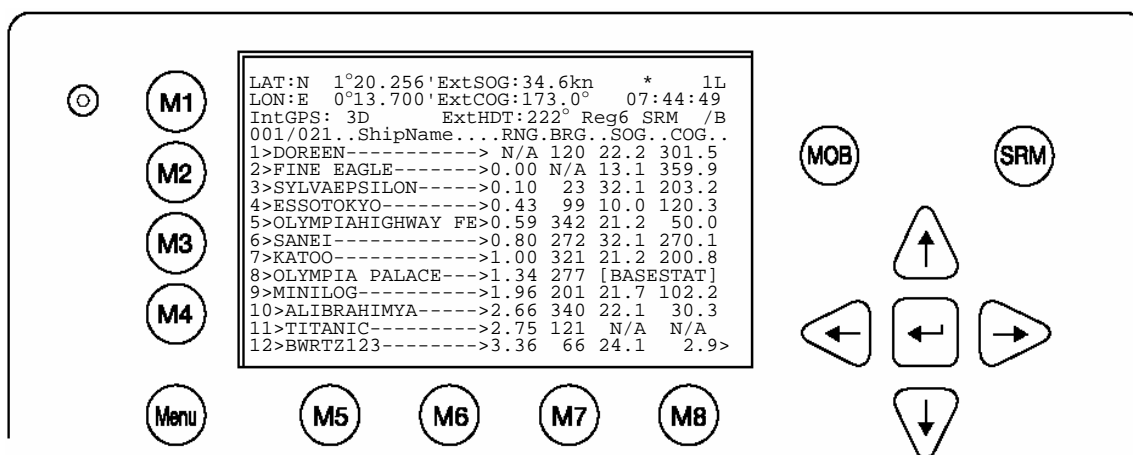 LAT:N 1°20.256'ExtSOG:34.6kn * 1L
LON:E 0°13.700'ExtCOG:173.0° 07:44:49
IntGPS: 3D ExtHDT:222° Reg6 SRM /B
001/021..ShipName....RNG.BRG..SOG..COG..
1>DOREEN-----------> N/A 120 22.2 301.5
2>FINE EAGLE------->0.00 N/A 13.1 359.9
3>SYLVAEPSILON----->0.10 23 32.1 203.2
4>ESSOTOKYO-------->0.43 99 10.0 120.3
5>OLYMPIAHIGHWAY FE>0.59 342 21.2 50.0
6>SANEI------------>0.80 272 32.1 270.1
7>KATOO------------>1.00 321 21.2 200.8
8>OLYMPIA PALACE--->1.34 277 [BASESTAT]
9>MINILOG---------->1.96 201 21.7 102.2
10>ALIBRAHIMYA----->2.66 340 22.1 30.3
11>TITANIC--------->2.75 121 N/A N/A
12>BWRTZ123-------->3.36 66 24.1 2.9>
M1
M2
M3
M4
Menu
M5
M6
M7
M8
MOB
SRM